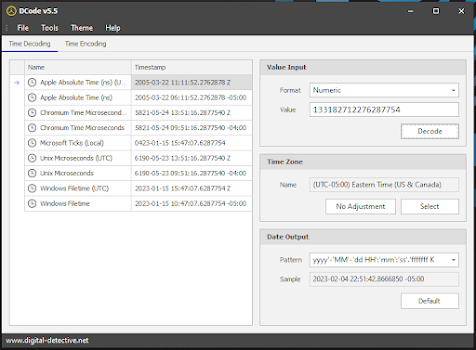 DCode v5.5
File Tools Theme Help
Time Decoding Time Encoding
Name Timestamp
Apple Absolute Time (ns) (U... 2005-03-22 11:11:52.2762878 Z
Apple Absolute Time (ns) 2005-03-22 06:11:52.2762878 -05:00
Chromium Time Microsecond... 5821-05-24 13:51:16.2877540 Z
Chromium Time Microseconds 5821-05-24 09:51:16.2877540 -04:00
Microsoft Ticks (Local) 0423-01-15 15:47:07.6287754
Unix Microseconds (UTC) 6190-05-23 13:51:16.2877540 Z
Unix Microseconds 6190-05-23 09:51:16.2877540 -04:00
Windows Filetime (UTC) 2023-01-15 15:47:07.6287754 Z
Windows Filetime 2023-01-15 10:47:07.6287754 -05:00
Value Input
Format Numeric
Value 133182712276287754
Decode
Time Zone
Name (UTC-05:00) Eastern Time (US & Canada)
No Adjustment Select
Date Output
Pattern yyyy'-'MM'-'dd HH':'mm':'ss'.'fffffff K
Sample 2023-02-04 22:51:42.8666850 -05:00
Default
www.digital-detective.net